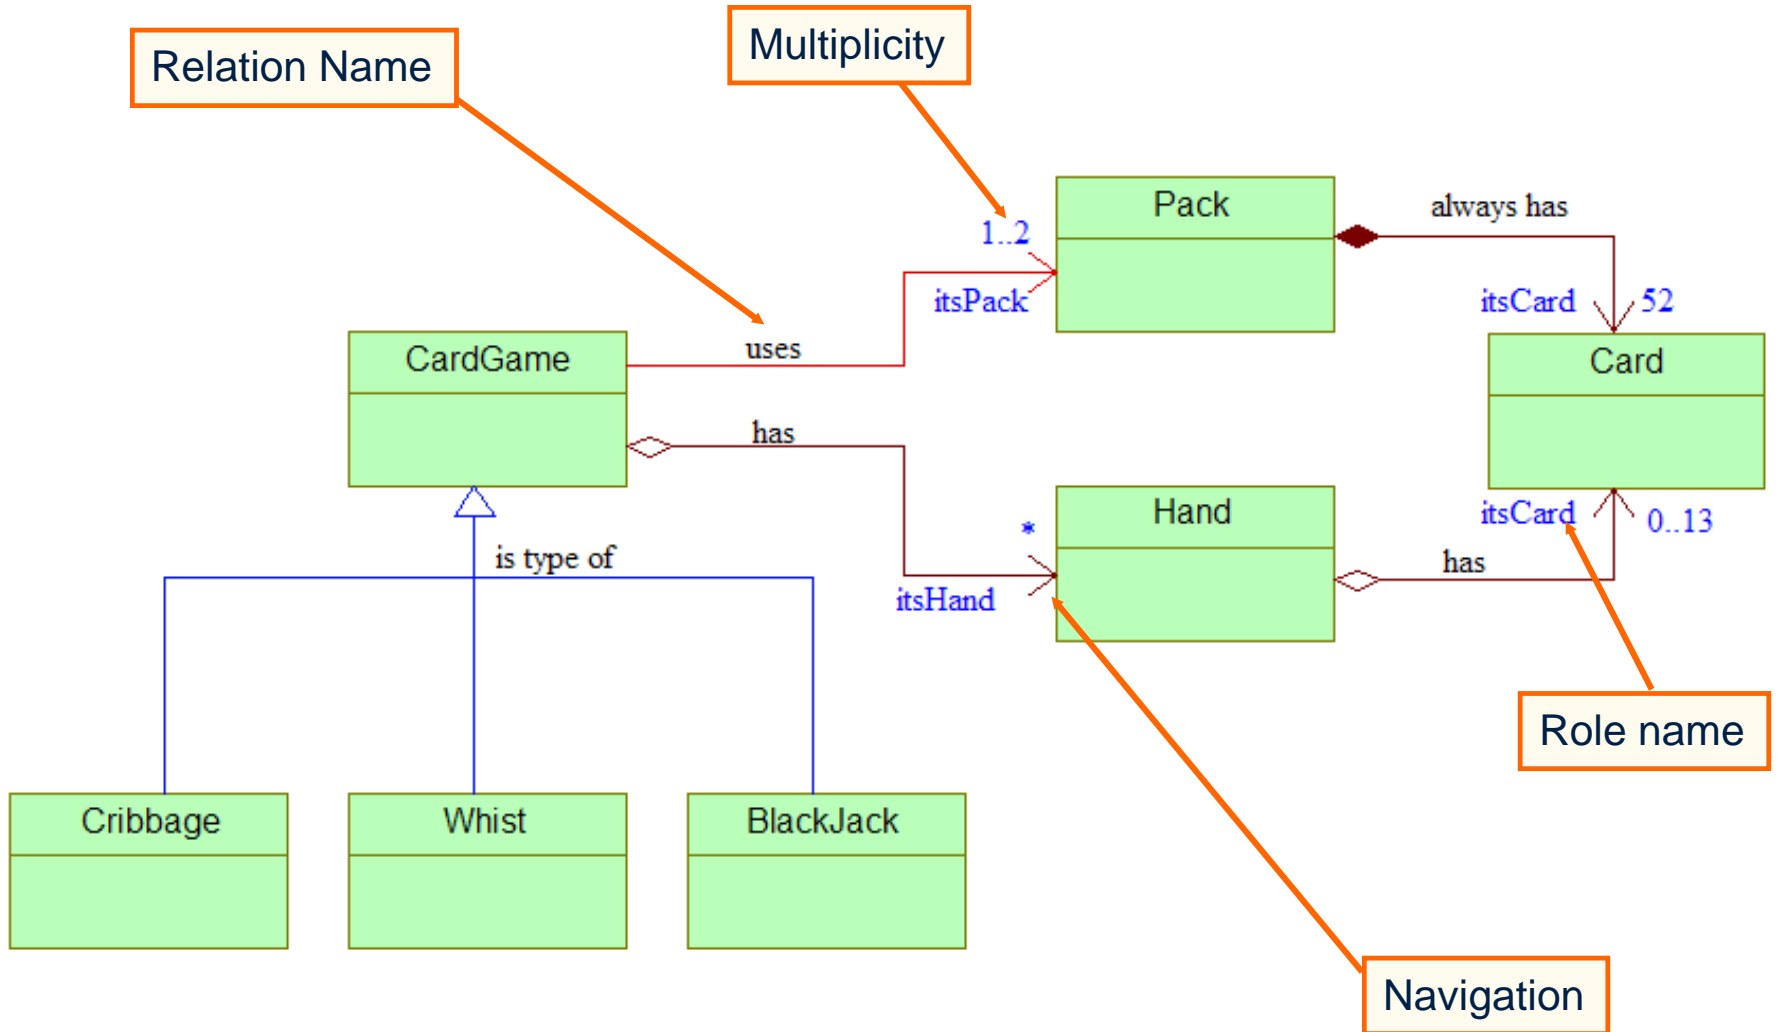 Relation Name
Multiplicity
Pack
always has
1..2
itsPack
itsCard
52
CardGame
uses
Card
has
Hand
*
itsCard
0..13
is type of
has
itsHand
Role name
Cribbage
Whist
BlackJack
Navigation